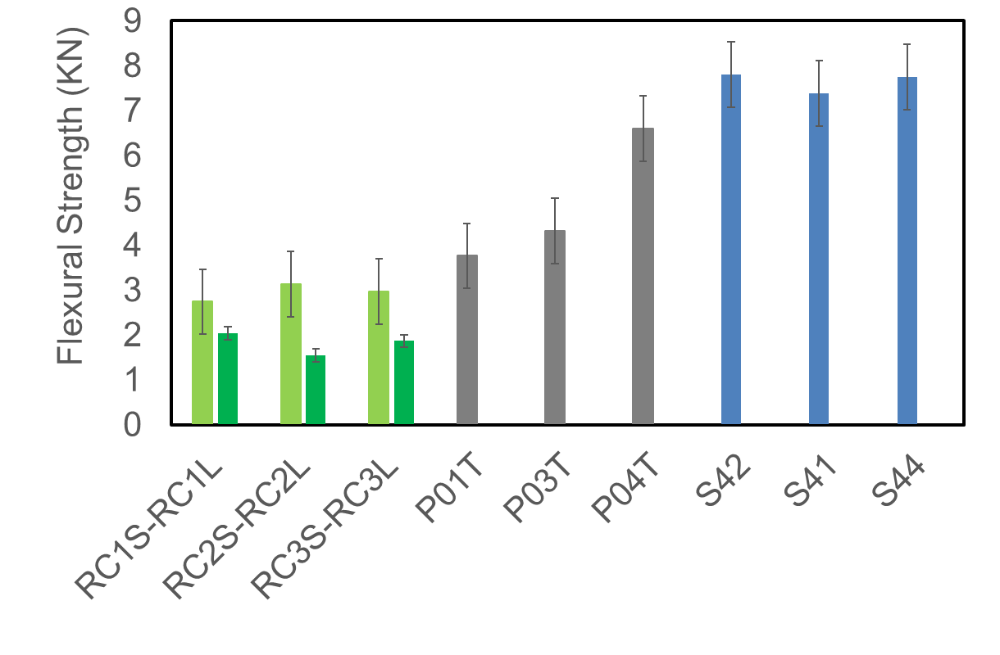 Flexural Strength (KN)
9
8
7
6
5
4
3
2
1
0
RC1S-RC1L
RC2S-RC2L
RC3S-RC3L
P01T
P03T
P04T
S42
S41
S44